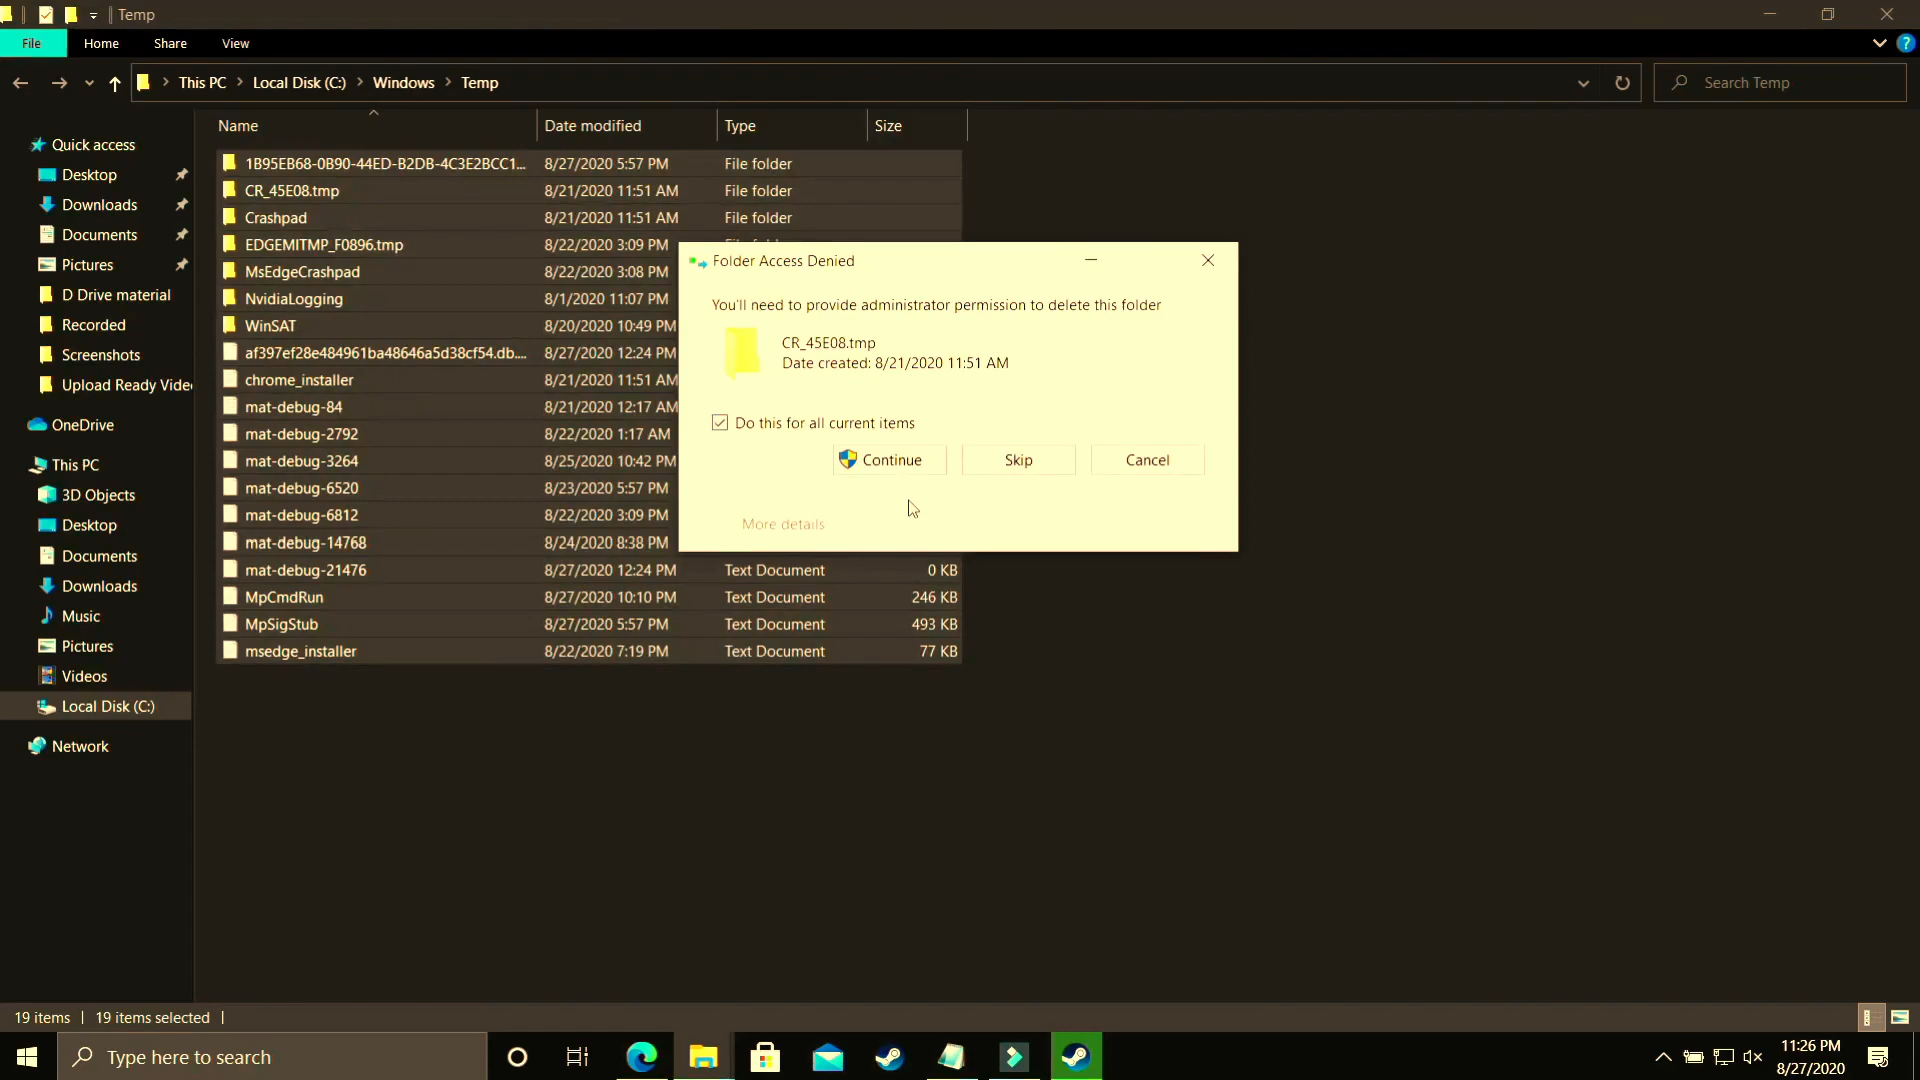 Temp
File Home Share View
This PC Local Disk (C:) Windows Temp
Search Temp
Name Date modified Type Size
Quick access
Desktop
Downloads
Documents
Pictures
D Drive material
Recorded
Screenshots
Upload Ready Vide
OneDrive
This PC
3D Objects
Desktop
Documents
Downloads
Music
Pictures
Videos
Local Disk (C:)
Network
1B95EB68-0B90-44ED-B2DB-4C3E2BCC1... 8/27/2020 5:57 PM File folder
CR_45E08.tmp 8/21/2020 11:51 AM File folder
Crashpad 8/21/2020 11:51 AM File folder
EDGEMITMP_F0896.tmp 8/22/2020 3:09 PM
MsEdgeCrashpad 8/22/2020 3:08 PM
NvidiaLogging 8/1/2020 11:07 PM
WinSAT 8/20/2020 10:49 PM
af397ef28e484961ba48646a5d38cf54.db.... 8/27/2020 12:24 PM
chrome_installer 8/21/2020 11:51 AM
mat-debug-84 8/21/2020 12:17 AM
mat-debug-2792 8/22/2020 1:17 AM
mat-debug-3264 8/25/2020 10:42 PM
mat-debug-6520 8/23/2020 5:57 PM
mat-debug-6812 8/22/2020 3:09 PM
mat-debug-14768 8/24/2020 8:38 PM
mat-debug-21476 8/27/2020 12:24 PM Text Document 0 KB
MpCmdRun 8/27/2020 10:10 PM Text Document 246 KB
MpSigStub 8/27/2020 5:57 PM Text Document 493 KB
msedge_installer 8/22/2020 7:19 PM Text Document 77 KB
Folder Access Denied
You'll need to provide administrator permission to delete this folder
CR_45E08.tmp
Date created: 8/21/2020 11:51 AM
Do this for all current items
Continue Skip Cancel
More details
19 items 19 items selected
Type here to search
11:26 PM
8/27/2020